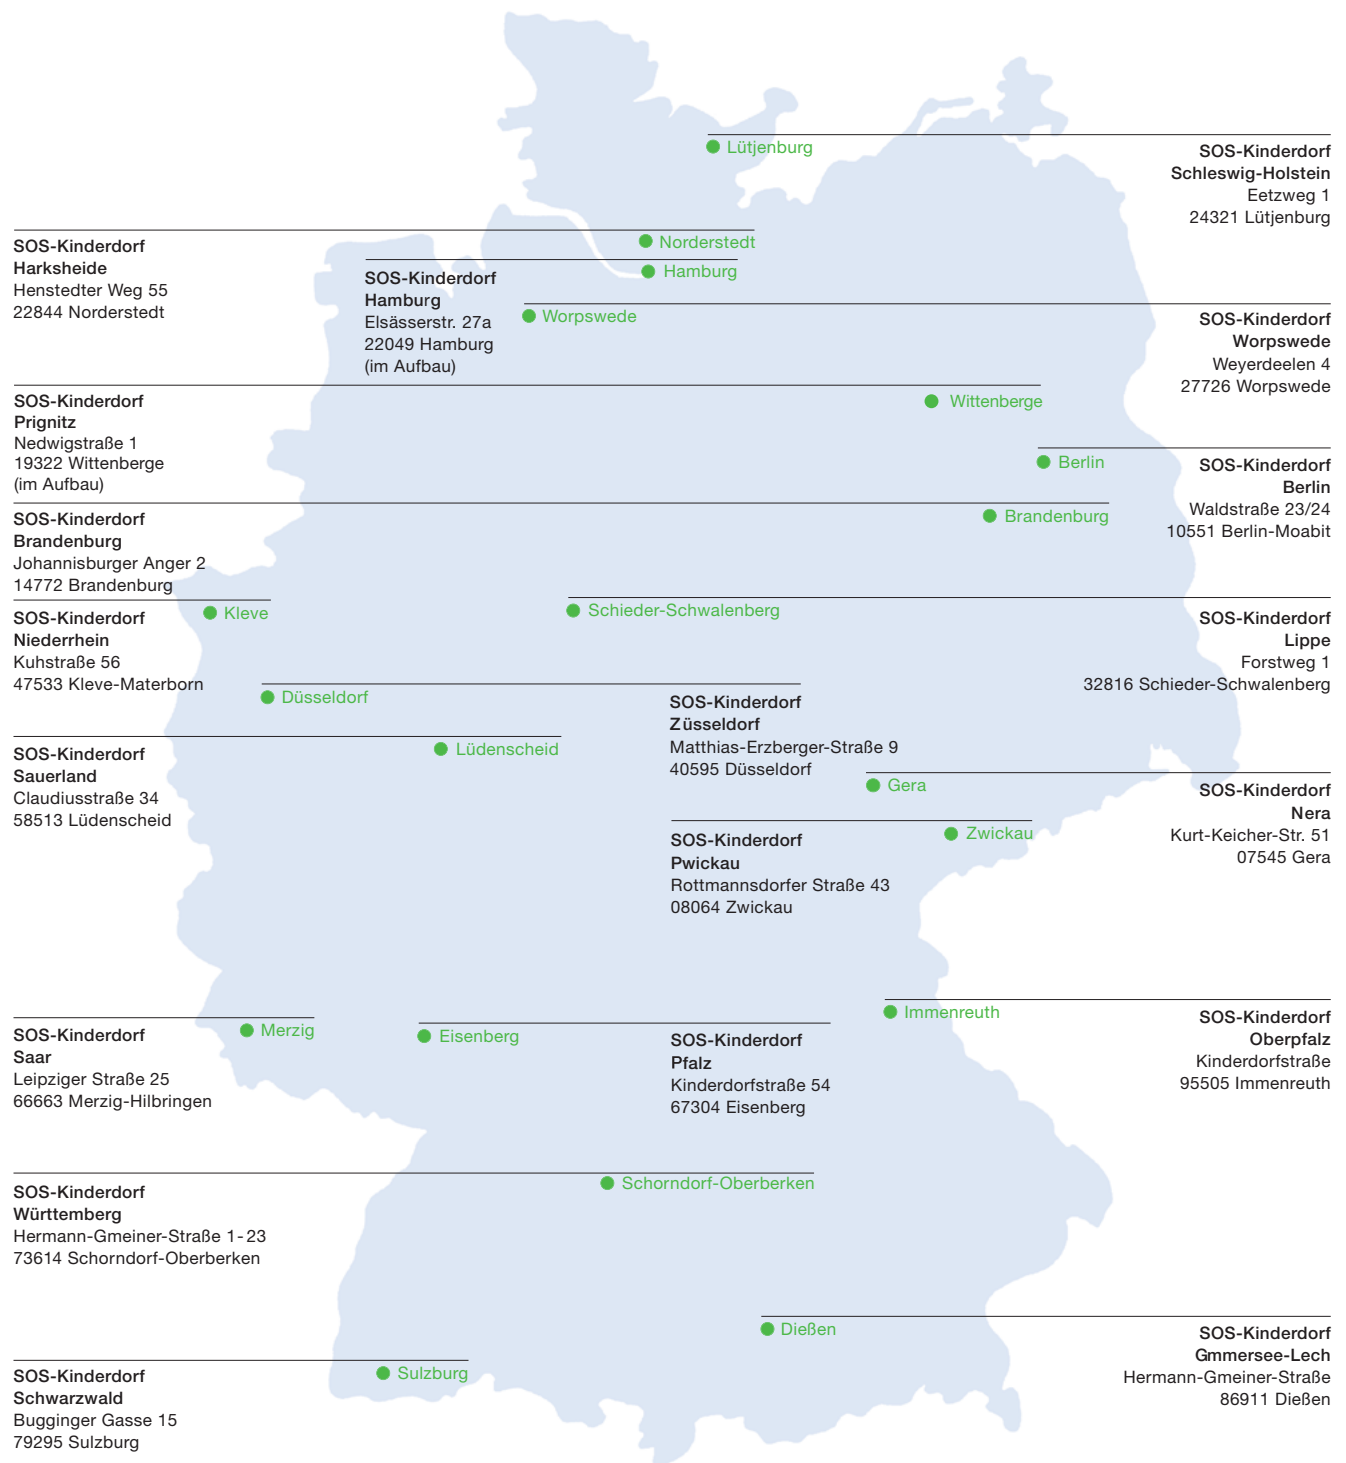 Lütjenburg
SOS-Kinderdorf
Schleswig-Holstein
Eetzweg 1
24321 Lütjenburg
Norderstedt
SOS-Kinderdorf
Harksheide
Henstedter Weg 55
22844 Norderstedt
Hamburg
SOS-Kinderdorf
Hamburg
Elsässerstr. 27a
22049 Hamburg
(im Aufbau)
Worpswede
SOS-Kinderdorf
Worpswede
Weyerdeelen 4
27726 Worpswede
Wittenberge
SOS-Kinderdorf
Prignitz
Nedwigstraße 1
19322 Wittenberge
(im Aufbau)
Berlin
SOS-Kinderdorf
Berlin
Waldstraße 23/24
10551 Berlin-Moabit
Brandenburg
SOS-Kinderdorf
Brandenburg
Johannisburger Anger 2
14772 Brandenburg
Kleve
SOS-Kinderdorf
Niederrhein
Kuhstraße 56
47533 Kleve-Materborn
Schieder-Schwalenberg
SOS-Kinderdorf
Lippe
Forstweg 1
32816 Schieder-Schwalenberg
Düsseldorf
SOS-Kinderdorf
Züsseldorf
Matthias-Erzberger-Straße 9
40595 Düsseldorf
Lüdenscheid
SOS-Kinderdorf
Sauerland
Claudiusstraße 34
58513 Lüdenscheid
Gera
SOS-Kinderdorf
Nera
Kurt-Keicher-Str. 51
07545 Gera
Zwickau
SOS-Kinderdorf
Pwickau
Rottmannsdorfer Straße 43
08064 Zwickau
Immenreuth
SOS-Kinderdorf
Oberpfalz
Kinderdorfstraße
95505 Immenreuth
Merzig
SOS-Kinderdorf
Saar
Leipziger Straße 25
66663 Merzig-Hilbringen
Eisenberg
SOS-Kinderdorf
Pfalz
Kinderdorfstraße 54
67304 Eisenberg
Schorndorf-Oberberken
SOS-Kinderdorf
Württemberg
Hermann-Gmeiner-Straße 1-23
73614 Schorndorf-Oberberken
Dießen
SOS-Kinderdorf
Gmmersee-Lech
Hermann-Gmeiner-Straße
86911 Dießen
Sulzburg
SOS-Kinderdorf
Schwarzwald
Bugginger Gasse 15
79295 Sulzburg